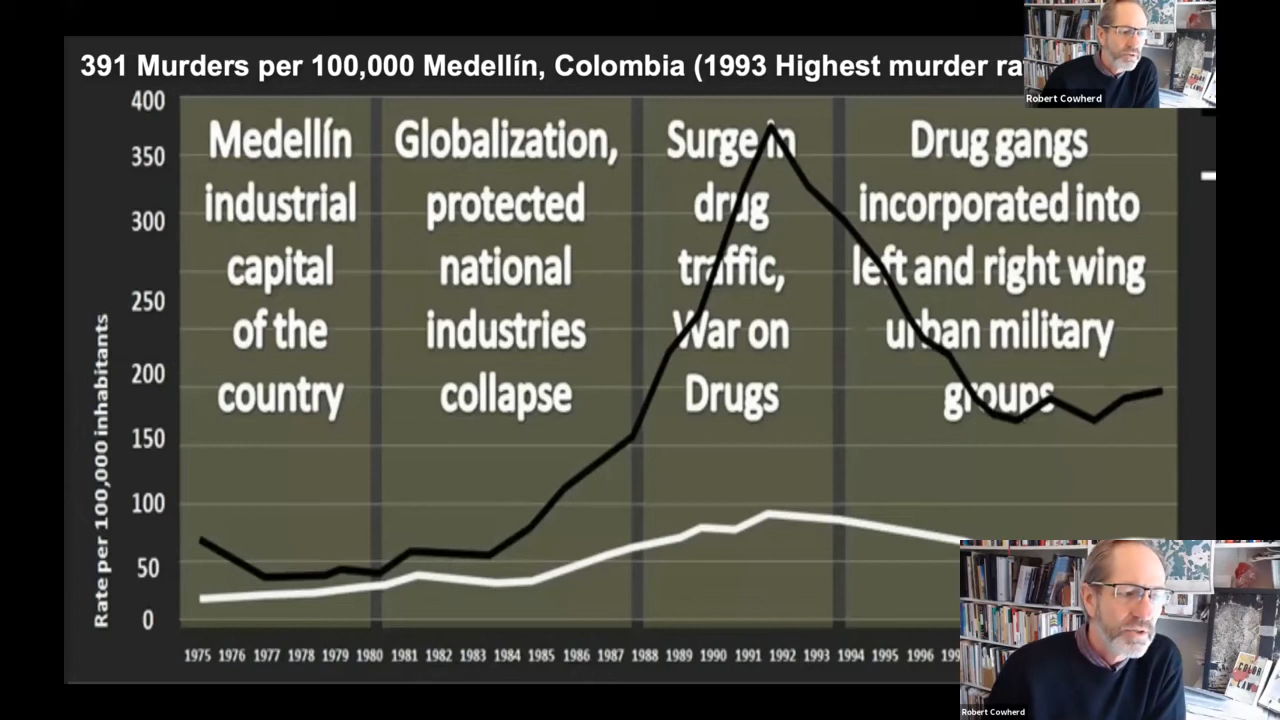 391 Murders per 100,000 Medellín, Colombia (1993 Highest murder
Robert Cowherd
400
350
300
250
200
150
100
50
0
Rate per 100,000 inhabitants
Medellín
industrial
capital
of the
country
Globalization,
protected
national
industries
collapse
Surge in
drug
traffic,
War on
Drugs
Drug gangs
incorporated into
left and right wing
urban military
groups
1975 1976 1977 1978 1979 1980 1981 1982 1983 1984 1985 1986 1987 1988 1989 1990 1991 1992 1993 1994 1995 1996
COLOR
LAW
Robert Cowherd